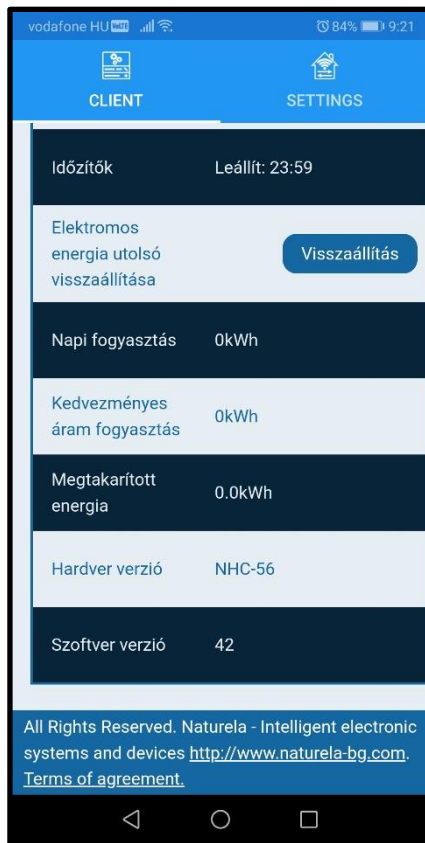 vodafone HU VoLTE 84% 9:21
CLIENT SETTINGS
Időzítők Leállít: 23:59
Elektromos
energia utolsó
visszaállítása
Visszaállítás
Napi fogyasztás 0kWh
Kedvezményes
áram fogyasztás
0kWh
Megtakarított
energia
0.0kWh
Hardver verzió NHC-56
Szoftver verzió 42
All Rights Reserved. Naturela - Intelligent electronic
systems and devices http://www.naturela-bg.com.
Terms of agreement.